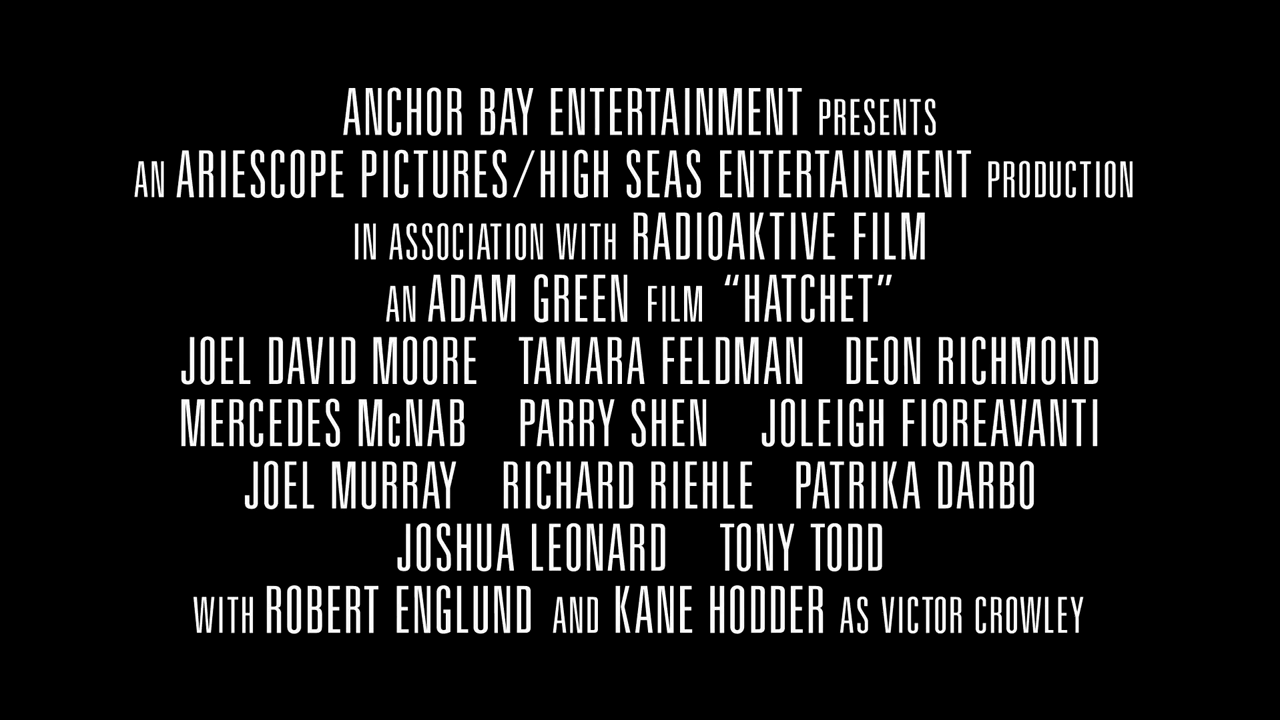 ANCHOR BAY ENTERTAINMENT PRESENTS
AN ARIESCOPE PICTURES/HIGH SEAS ENTERTAINMENT PRODUCTION
IN ASSOCIATION WITH RADIOAKTIVE FILM
AN ADAM GREEN FILM “HATCHET”
JOEL DAVID MOORE TAMARA FELDMAN DEON RICHMOND
MERCEDES McNAB PARRY SHEN JOLEIGH FIOREAVANTI
JOEL MURRAY RICHARD RIEHLE PATRIKA DARBO
JOSHUA LEONARD TONY TODD
WITH ROBERT ENGLUND AND KANE HODDER AS VICTOR CROWLEY